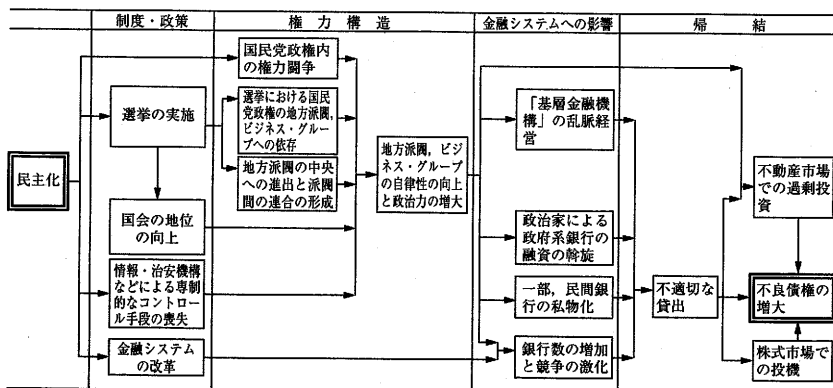 制度・政策
権力構造
金融システムへの影響
帰結
民主化
選挙の実施
国会の地位
の向上
情報・治安機構
などによる専制
的なコントロー
ル手段の喪失
金融システム
の改革
国民党政権内
の権力闘争
選挙における国民
党政権の地方派閥,
ビジネス・グルー
プへの依存
地方派閥の中央
への進出と派閥
間の連合の形成
地方派閥,ビジ
ネス・グループ
の自律性の向上
と政治力の増大
「基層金融機
構」の乱脈経
営
政治家による
政府系銀行の
融資の斡旋
一部,民間銀
行の私物化
銀行数の増加
と競争の激化
不適切な
貸出
不動産市場
での過剰投
資
不良債権の
増大
株式市場で
の投機